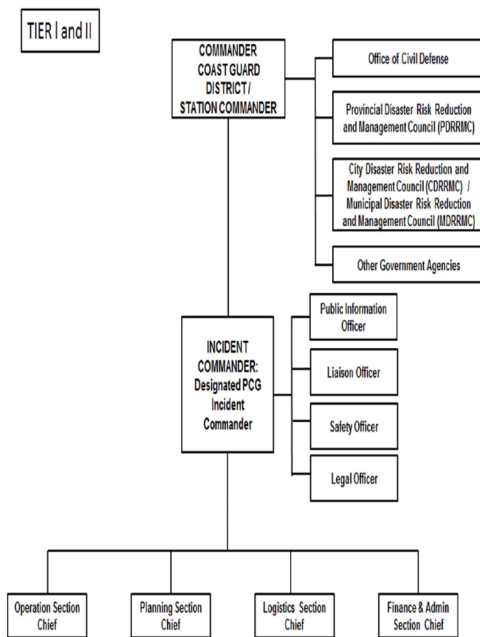 TIER I and II
COMMANDER
COAST GUARD
DISTRICT /
STATION COMMANDER
Office of Civil Defense
Provincial Disaster Risk Reduction
and Management Council (PDRRMC)
City Disaster Risk Reduction and
Management Council (CDRRMC) /
Municipal Disaster Risk Reduction
and Management Council (MDRRMC)
Other Government Agencies
INCIDENT
COMMANDER:
Designated PCG
Incident
Commander
Public Information
Officer
Liaison Officer
Safety Officer
Legal Officer
Operation Section
Chief
Planning Section
Chief
Logistics Section
Chief
Finance & Admin
Section Chief